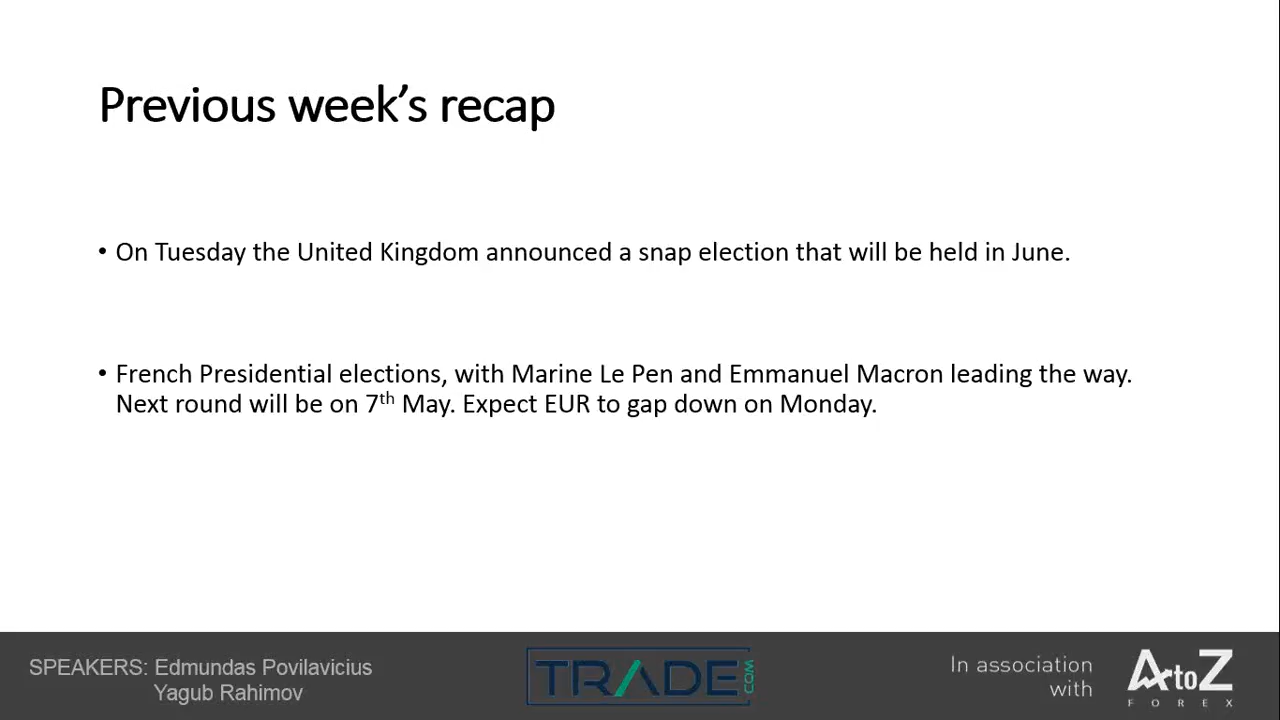 Previous week’s recap
• On Tuesday the United Kingdom announced a snap election that will be held in June.
• French Presidential elections, with Marine Le Pen and Emmanuel Macron leading the way.
Next round will be on 7th May. Expect EUR to gap down on Monday.
SPEAKERS: Edmundas Povilavicius
Yagub Rahimov
TRADE.COM
In association
with
AtoZ
FOREX